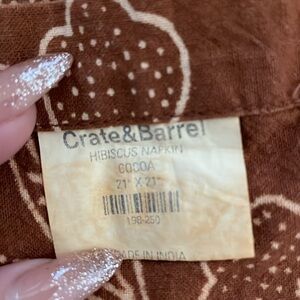 Crate&Barrel
HIBISCUS NAPKIN
COCOA
21" X 21"
198-250
MADE IN INDIA